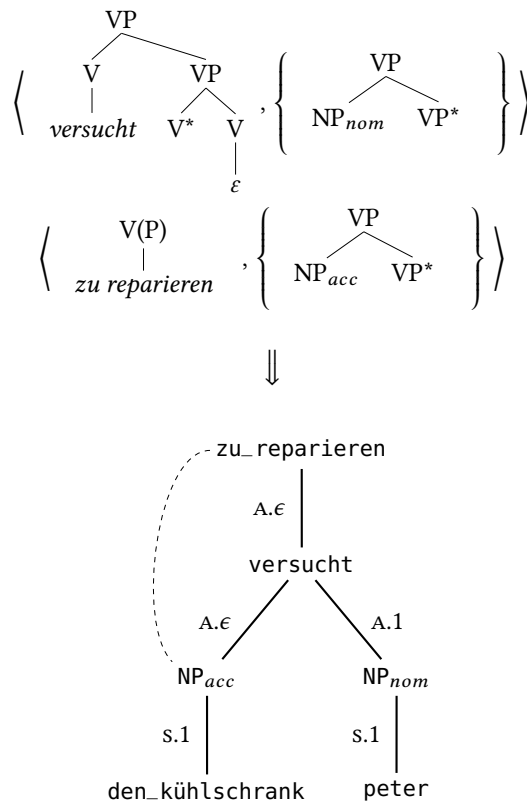 VP
V VP VP
versucht V* V , NPnom VP*
ε
V(P) VP
zu reparieren , NPacc VP*
⇓
zu_reparieren
A.ϵ
versucht
A.ϵ A.1
NPacc NPnom
S.1 S.1
den_kühlschrank peter